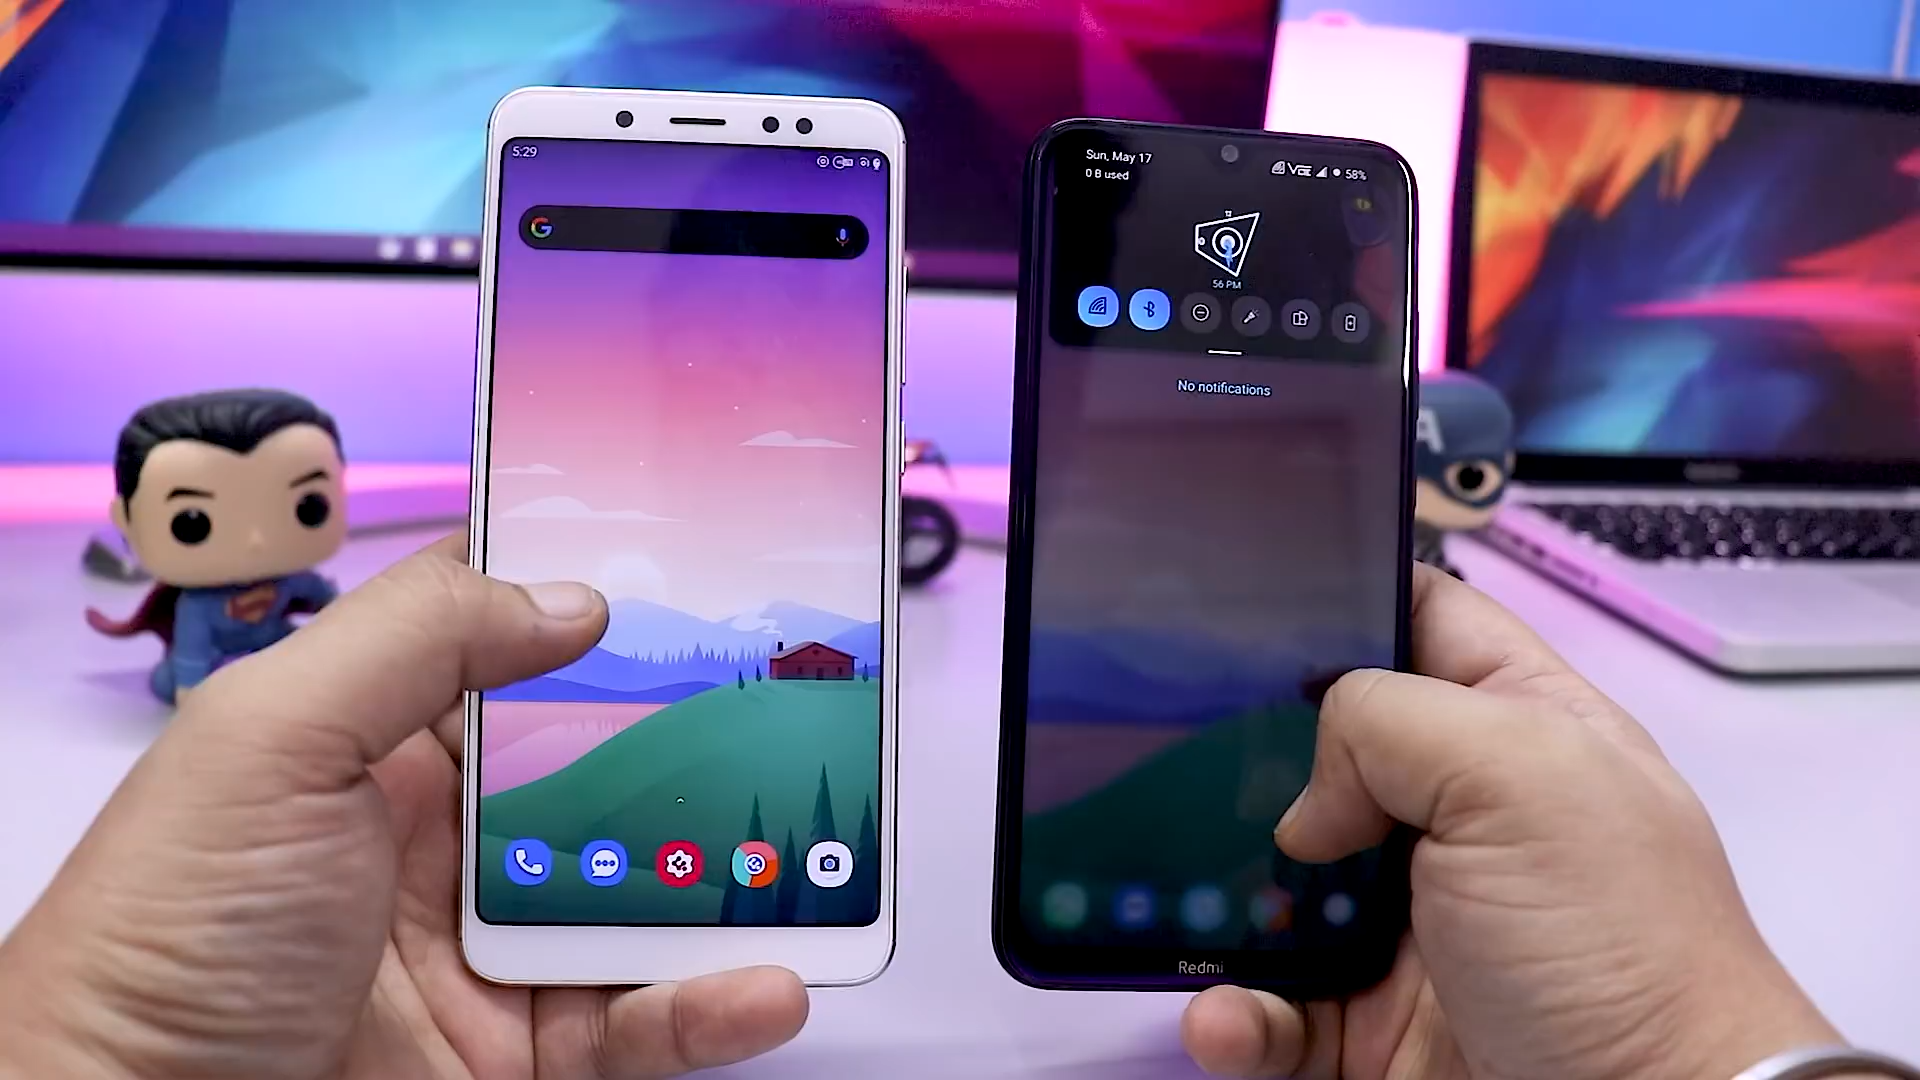 5:29
Sun, May 17
0 B used
58%
56 PM
No notifications
Redmi
A